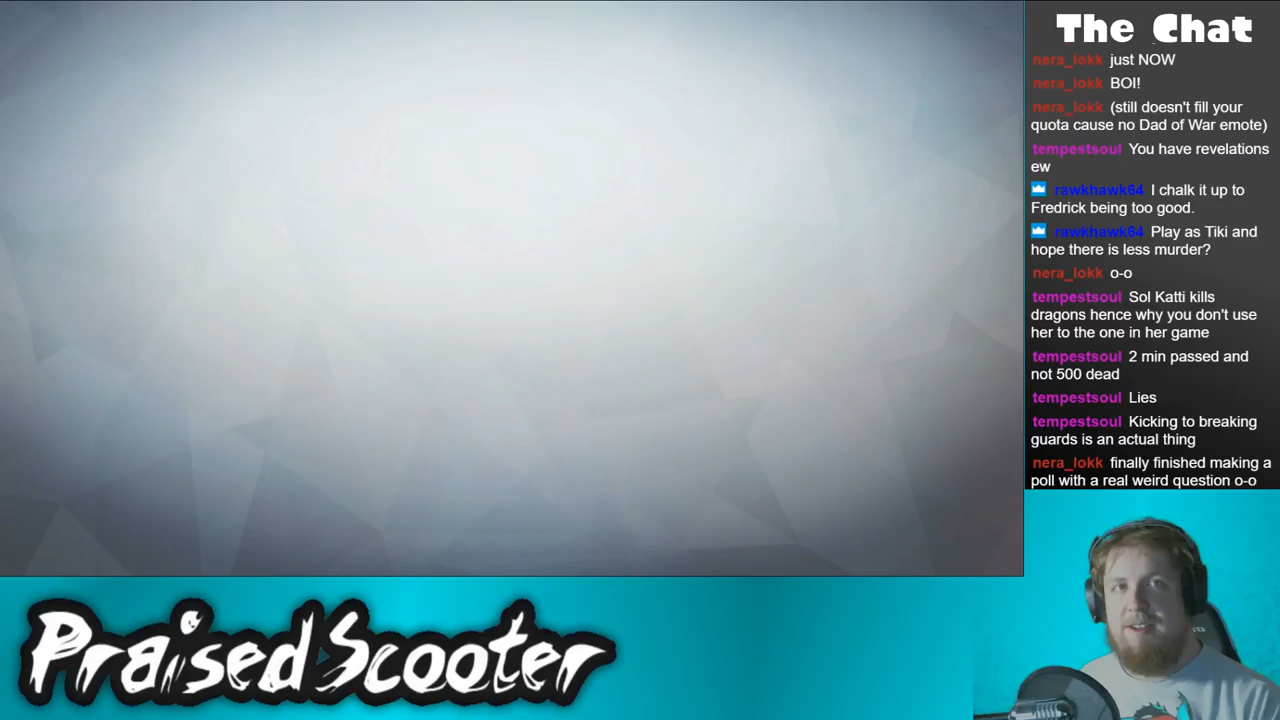 The Chat
nera_lokk just NOW
nera_lokk BOI!
nera_lokk (still doesn't fill your
quota cause no Dad of War emote)
tempestsoul You have revelations
ew
rawkhawk64 I chalk it up to
Fredrick being too good.
rawkhawk64 Play as Tiki and
hope there is less murder?
nera_lokk o-o
tempestsoul Sol Katti kills
dragons hence why you don't use
her to the one in her game
tempestsoul 2 min passed and
not 500 dead
tempestsoul Lies
tempestsoul Kicking to breaking
guards is an actual thing
nera_lokk finally finished making a
poll with a real weird question o-o
PraisedScooter